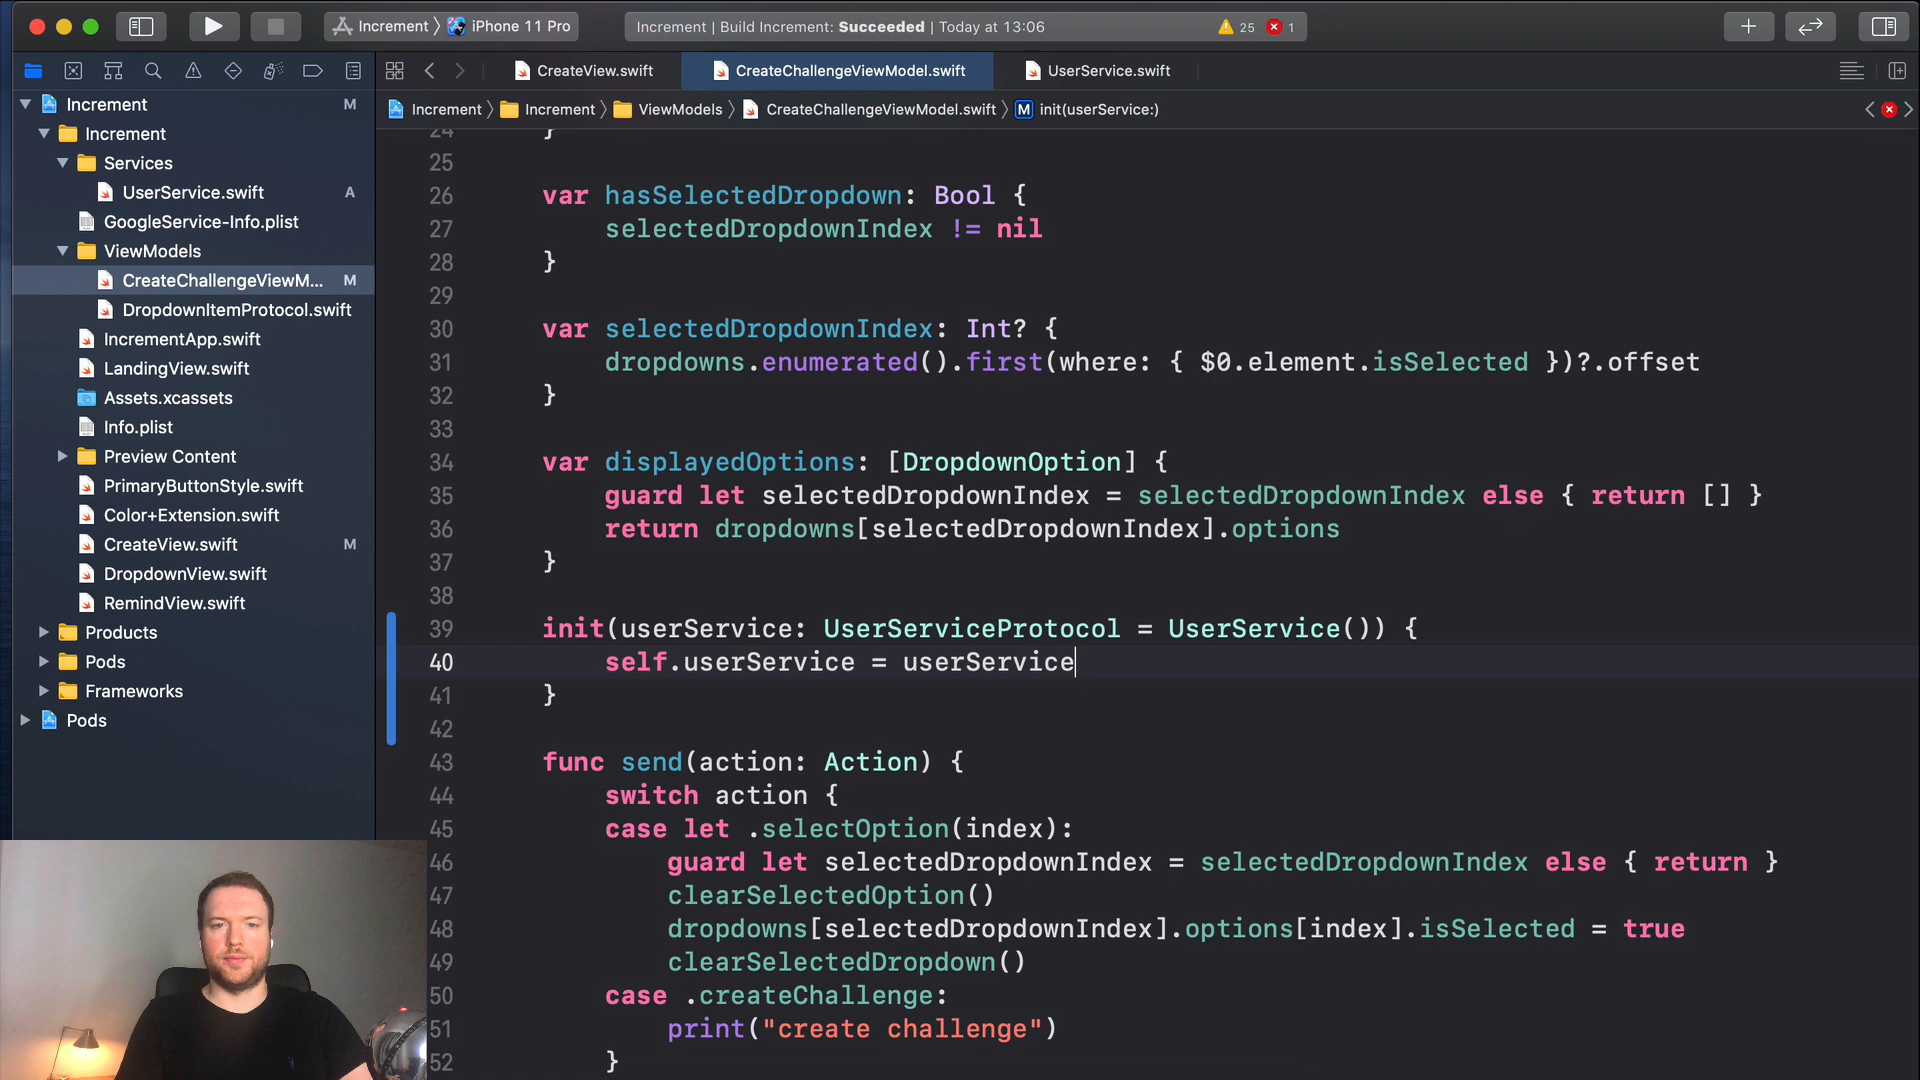 Increment 〉 iPhone 11 Pro
Increment | Build Increment: Succeeded | Today at 13:06
25
1
CreateView.swift
CreateChallengeViewModel.swift
UserService.swift
Increment 〉 Increment 〉 ViewModels 〉 CreateChallengeViewModel.swift 〉 M init(userService:)
Increment M
Increment
Services
UserService.swift A
GoogleService-Info.plist
ViewModels
CreateChallengeViewM... M
DropdownItemProtocol.swift
IncrementApp.swift
LandingView.swift
Assets.xcassets
Info.plist
Preview Content
PrimaryButtonStyle.swift
Color+Extension.swift
CreateView.swift M
DropdownView.swift
RemindView.swift
Products
Pods
Frameworks
Pods
24 }
25
26 var hasSelectedDropdown: Bool {
27 selectedDropdownIndex != nil
28 }
29
30 var selectedDropdownIndex: Int? {
31 dropdowns.enumerated().first(where: { $0.element.isSelected })?.offset
32 }
33
34 var displayedOptions: [DropdownOption] {
35 guard let selectedDropdownIndex = selectedDropdownIndex else { return [] }
36 return dropdowns[selectedDropdownIndex].options
37 }
38
39 init(userService: UserServiceProtocol = UserService()) {
40 self.userService = userService
41 }
42
43 func send(action: Action) {
44 switch action {
45 case let .selectOption(index):
46 guard let selectedDropdownIndex = selectedDropdownIndex else { return }
47 clearSelectedOption()
48 dropdowns[selectedDropdownIndex].options[index].isSelected = true
49 clearSelectedDropdown()
50 case .createChallenge:
51 print("create challenge")
52 }